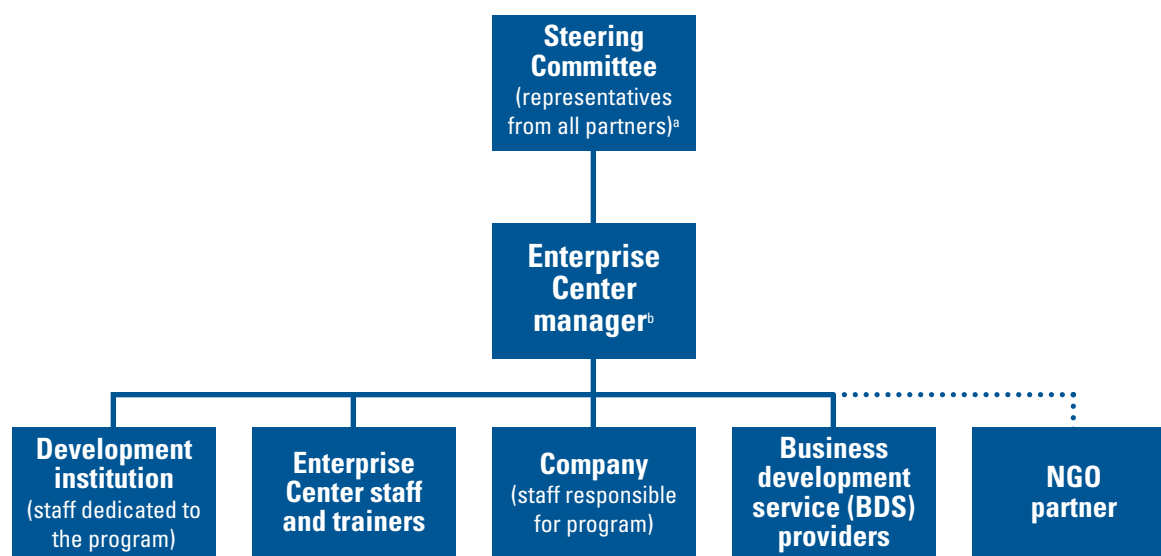 Steering
Committee
(representatives
from all partners)ᵃ
Enterprise
Center
managerᵇ
Development
institution
(staff dedicated to
the program)
Enterprise
Center staff
and trainers
Company
(staff responsible
for program)
Business
development
service (BDS)
providers
NGO
partner